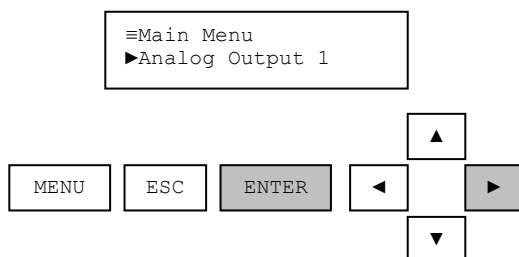 ≡Main Menu
►Analog Output 1
▲
MENU ESC ENTER ◄ ►
▼